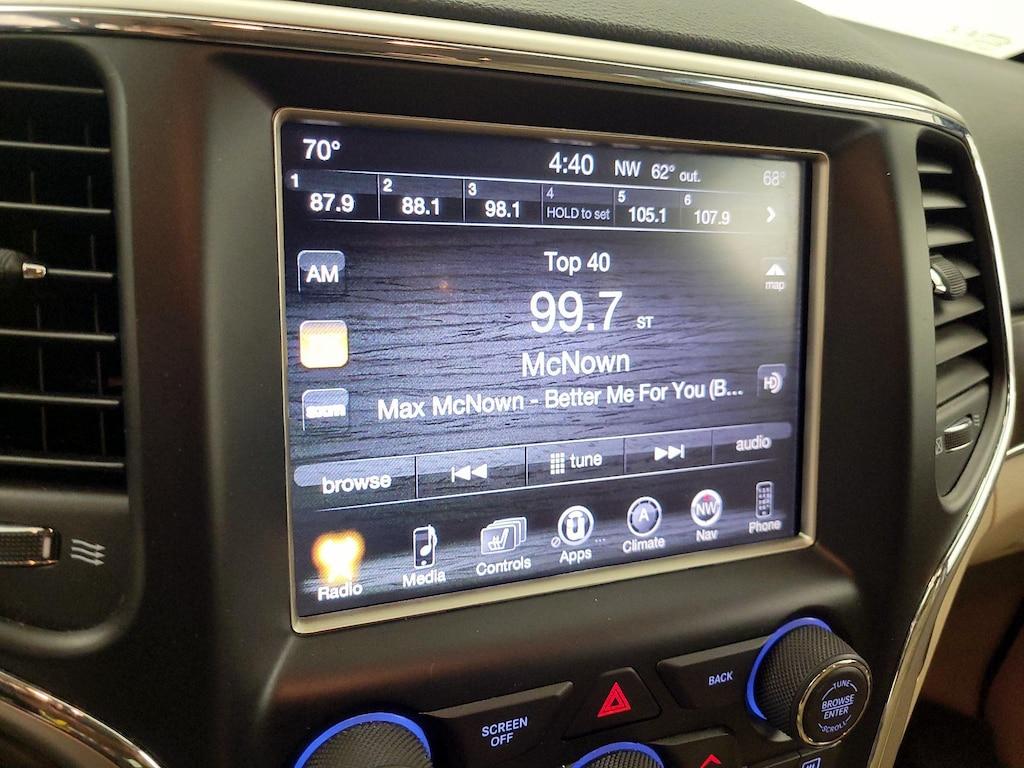 70°
4:40 NW 62° out. 68°
1 87.9 2 88.1 3 98.1 4 HOLD to set 5 105.1 6 107.9
AM
Top 40
map
99.7 ST
McNown
HD
Max McNown - Better Me For You (B...
browse tune audio
Radio Media Controls Apps A Climate NW Nav Phone
SCREEN OFF
BACK
TUNE
BROWSE
ENTER
SCROLL